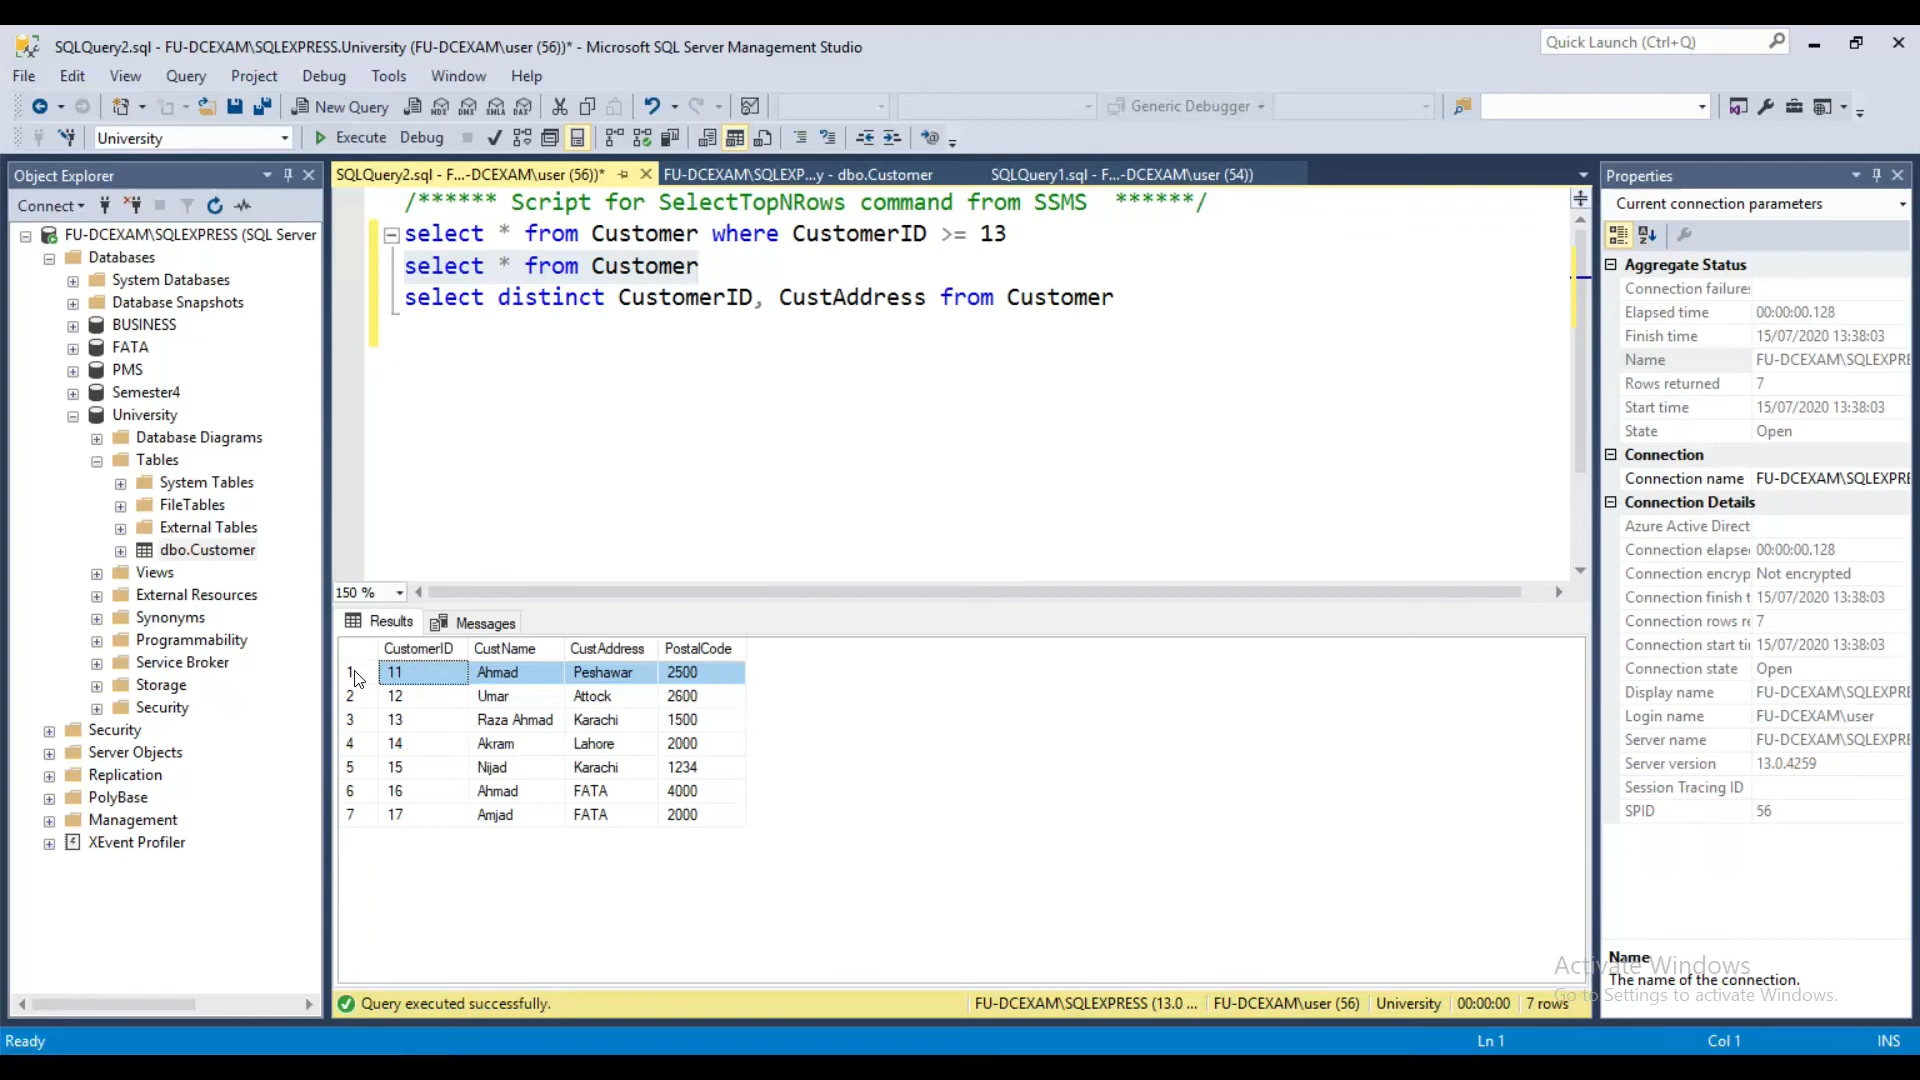 SQLQuery2.sql - FU-DCEXAM\SQLEXPRESS.University (FU-DCEXAM\user (56))* - Microsoft SQL Server Management Studio
Quick Launch (Ctrl+Q)
File Edit View Query Project Debug Tools Window Help
New Query
MDX DMX XMLA DAX
Generic Debugger
University
Execute Debug
Object Explorer
Connect
FU-DCEXAM\SQLEXPRESS (SQL Server
Databases
System Databases
Database Snapshots
BUSINESS
FATA
PMS
Semester4
University
Database Diagrams
Tables
System Tables
FileTables
External Tables
dbo.Customer
Views
External Resources
Synonyms
Programmability
Service Broker
Storage
Security
Security
Server Objects
Replication
PolyBase
Management
XEvent Profiler
SQLQuery2.sql - F...-DCEXAM\user (56))* FU-DCEXAM\SQLEXP...y - dbo.Customer SQLQuery1.sql - F...-DCEXAM\user (54))
/****** Script for SelectTopNRows command from SSMS ******/
select * from Customer where CustomerID >= 13
select * from Customer
select distinct CustomerID, CustAddress from Customer
150 %
Results Messages
CustomerID CustName CustAddress PostalCode
1 11 Ahmad Peshawar 2500
2 12 Umar Attock 2600
3 13 Raza Ahmad Karachi 1500
4 14 Akram Lahore 2000
5 15 Nijad Karachi 1234
6 16 Ahmad FATA 4000
7 17 Amjad FATA 2000
Query executed successfully. FU-DCEXAM\SQLEXPRESS (13.0 ... FU-DCEXAM\user (56) University 00:00:00 7 rows
Properties
Current connection parameters
Aggregate Status
Connection failures
Elapsed time 00:00:00.128
Finish time 15/07/2020 13:38:03
Name FU-DCEXAM\SQLEXPRE
Rows returned 7
Start time 15/07/2020 13:38:03
State Open
Connection
Connection name FU-DCEXAM\SQLEXPRE
Connection Details
Azure Active Direct
Connection elapse 00:00:00.128
Connection encryp Not encrypted
Connection finish t 15/07/2020 13:38:03
Connection rows re 7
Connection start ti 15/07/2020 13:38:03
Connection state Open
Display name FU-DCEXAM\SQLEXPRE
Login name FU-DCEXAM\user
Server name FU-DCEXAM\SQLEXPRE
Server version 13.0.4259
Session Tracing ID
SPID 56
Name
The name of the connection.
Activate Windows
Go to Settings to activate Windows.
Ready Ln 1 Col 1 INS